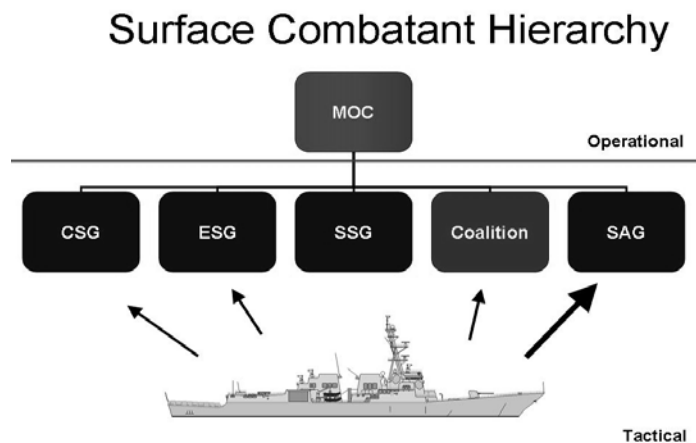 Surface Combatant Hierarchy
MOC
Operational
CSG
ESG
SSG
Coalition
SAG
Tactical